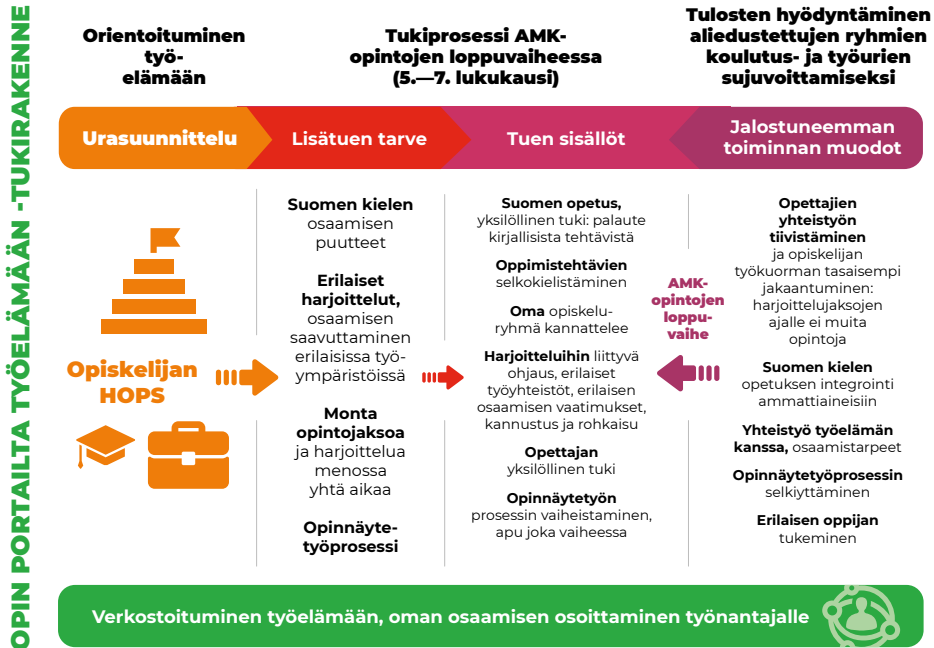 OPIN PORTAILTA TYÖELÄMÄÄN -TUKIRAKENNE
Orientoituminen
työ-
elämään
Tukiprosessi AMK-
opintojen loppuvaiheessa
(5.—7. lukukausi)
Tulosten hyödyntäminen
aliedustettujen ryhmien
koulutus- ja työurien
sujuvoittamiseksi
Urasuunnittelu
Lisätuen tarve
Tuen sisällöt
Jalostuneemman
toiminnan muodot
Opiskelijan
HOPS
Suomen kielen
osaamisen
puutteet
Erilaiset
harjoittelut,
osaamisen
saavuttaminen
erilaisissa työ-
ympäristöissä
Monta
opintojaksoa
ja harjoittelua
menossa
yhtä aikaa
Opinnäyte-
työprosessi
Suomen opetus,
yksilöllinen tuki: palaute
kirjallisista tehtävistä
Oppimistehtävien
selkokielistäminen
Oma opiskelu-
ryhmä kannattelee
Harjoitteluihin liittyvä
ohjaus, erilaiset
työyhteistöt, erilaisen
osaamisen vaatimukset,
kannustus ja rohkaisu
Opettajan
yksilöllinen tuki
Opinnäytetyön
prosessin vaiheistaminen,
apu joka vaiheessa
AMK-
opintojen
loppu-
vaihe
Opettajien
yhteistyön
tiivistäminen
ja opiskelijan
työkuorman tasaisempi
jakaantuminen:
harjoittelujaksojen
ajalle ei muita
opintoja
Suomen kielen
opetuksen integrointi
ammattiaineisiin
Yhteistyö työelämän
kanssa, osaamistarpeet
Opinnäytetyöprosessin
selkiyttäminen
Erilaisen oppijan
tukeminen
Verkostoituminen työelämään, oman osaamisen osoittaminen työnantajalle